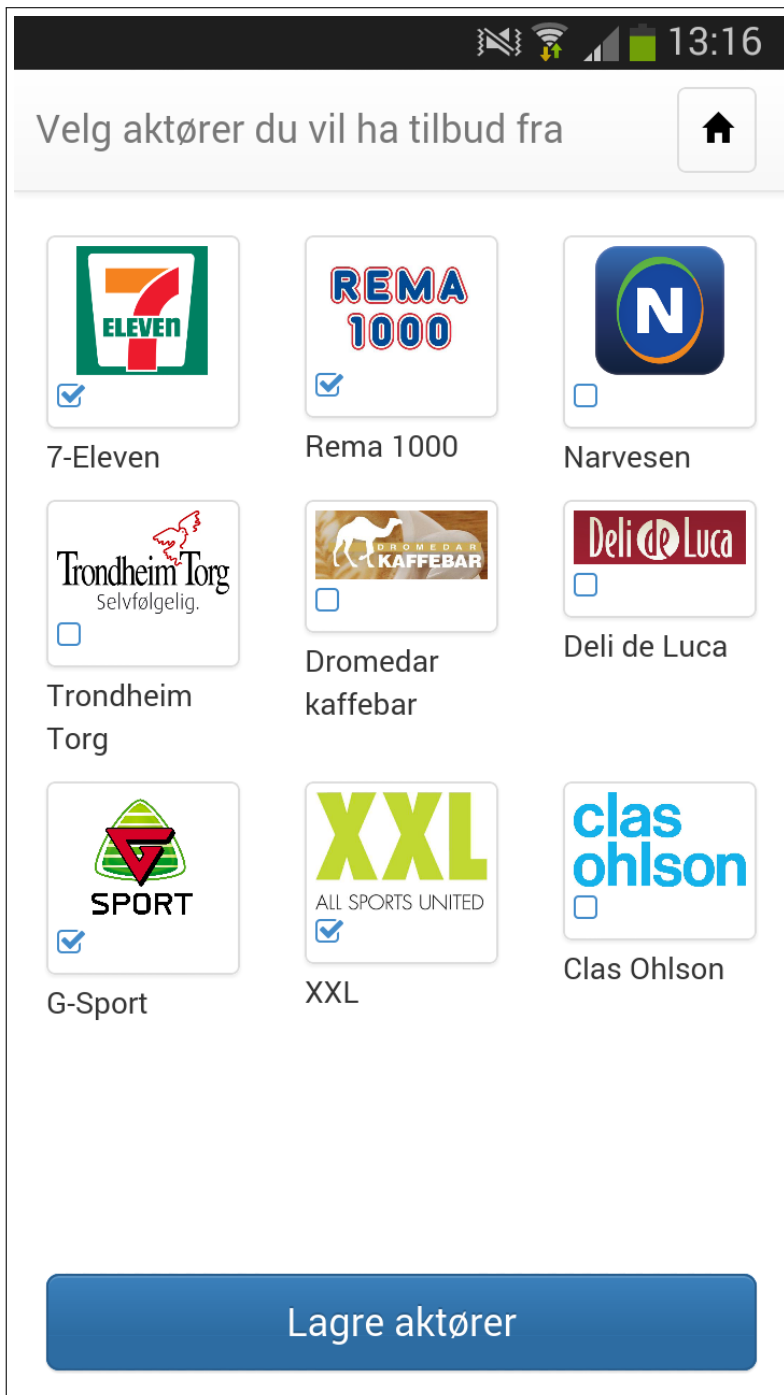 13:16
Velg aktører du vil ha tilbud fra
7
ELEVEn
REMA
1000
N
7-Eleven
Rema 1000
Narvesen
Trondheim Torg
Selvfølgelig.
DROMEDAR
KAFFEBAR
Deli de Luca
Trondheim
Torg
Dromedar
kaffebar
Deli de Luca
G
SPORT
XXL
ALL SPORTS UNITED
clas
ohlson
G-Sport
XXL
Clas Ohlson
Lagre aktører